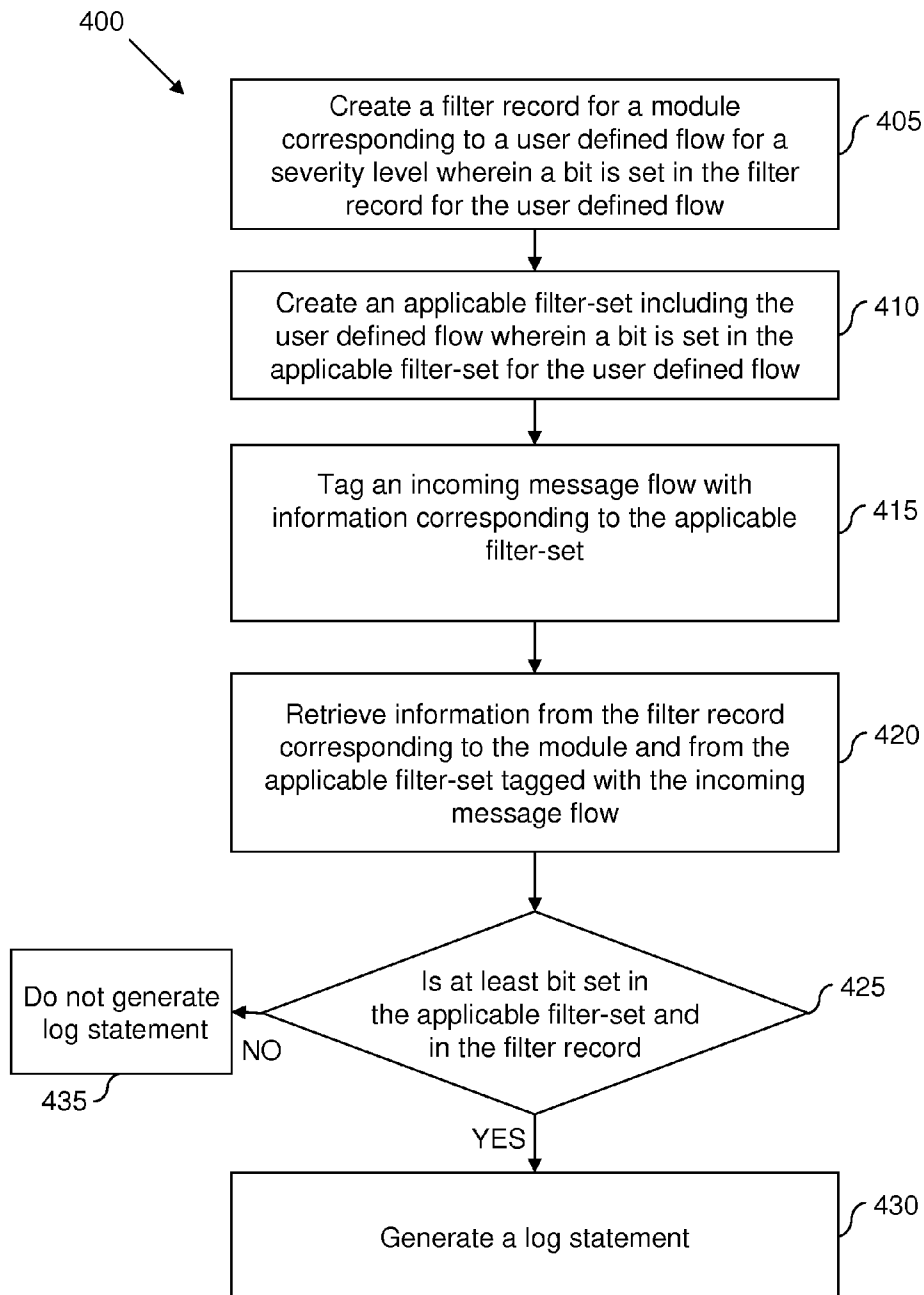 400
Create a filter record for a module
corresponding to a user defined flow for a
severity level wherein a bit is set in the filter
record for the user defined flow
405
Create an applicable filter-set including the
user defined flow wherein a bit is set in the
applicable filter-set for the user defined flow
410
Tag an incoming message flow with
information corresponding to the applicable
filter-set
415
Retrieve information from the filter record
corresponding to the module and from the
applicable filter-set tagged with the incoming
message flow
420
Is at least bit set in
the applicable filter-set and
in the filter record
425
NO
Do not generate
log statement
435
YES
Generate a log statement
430